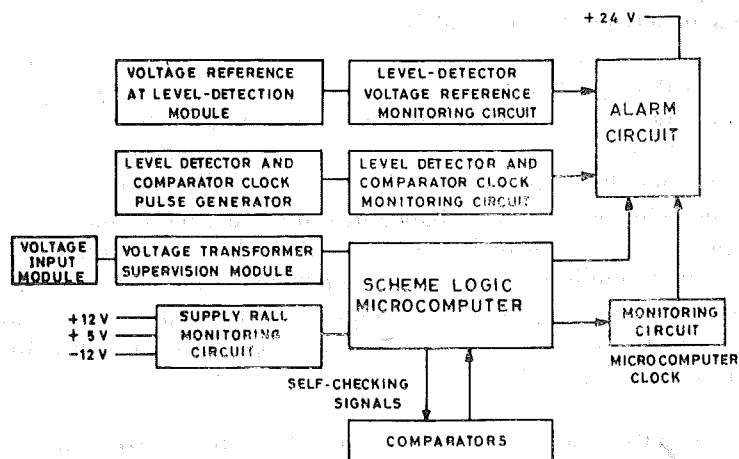 + 24 V
VOLTAGE REFERENCE
AT LEVEL-DETECTION
MODULE
LEVEL-DETECTOR
VOLTAGE REFERENCE
MONITORING CIRCUIT
ALARM
CIRCUIT
LEVEL DETECTOR AND
COMPARATOR CLOCK
PULSE GENERATOR
LEVEL DETECTOR AND
COMPARATOR CLOCK
MONITORING CIRCUIT
VOLTAGE
INPUT
MODULE
VOLTAGE TRANSFORMER
SUPERVISION MODULE
SCHEME LOGIC
MICROCOMPUTER
+12 V
+ 5 V
-12 V
SUPPLY RAIL
MONITORING
CIRCUIT
MONITORING
CIRCUIT
MICROCOMPUTER
CLOCK
SELF-CHECKING
SIGNALS
COMPARATORS